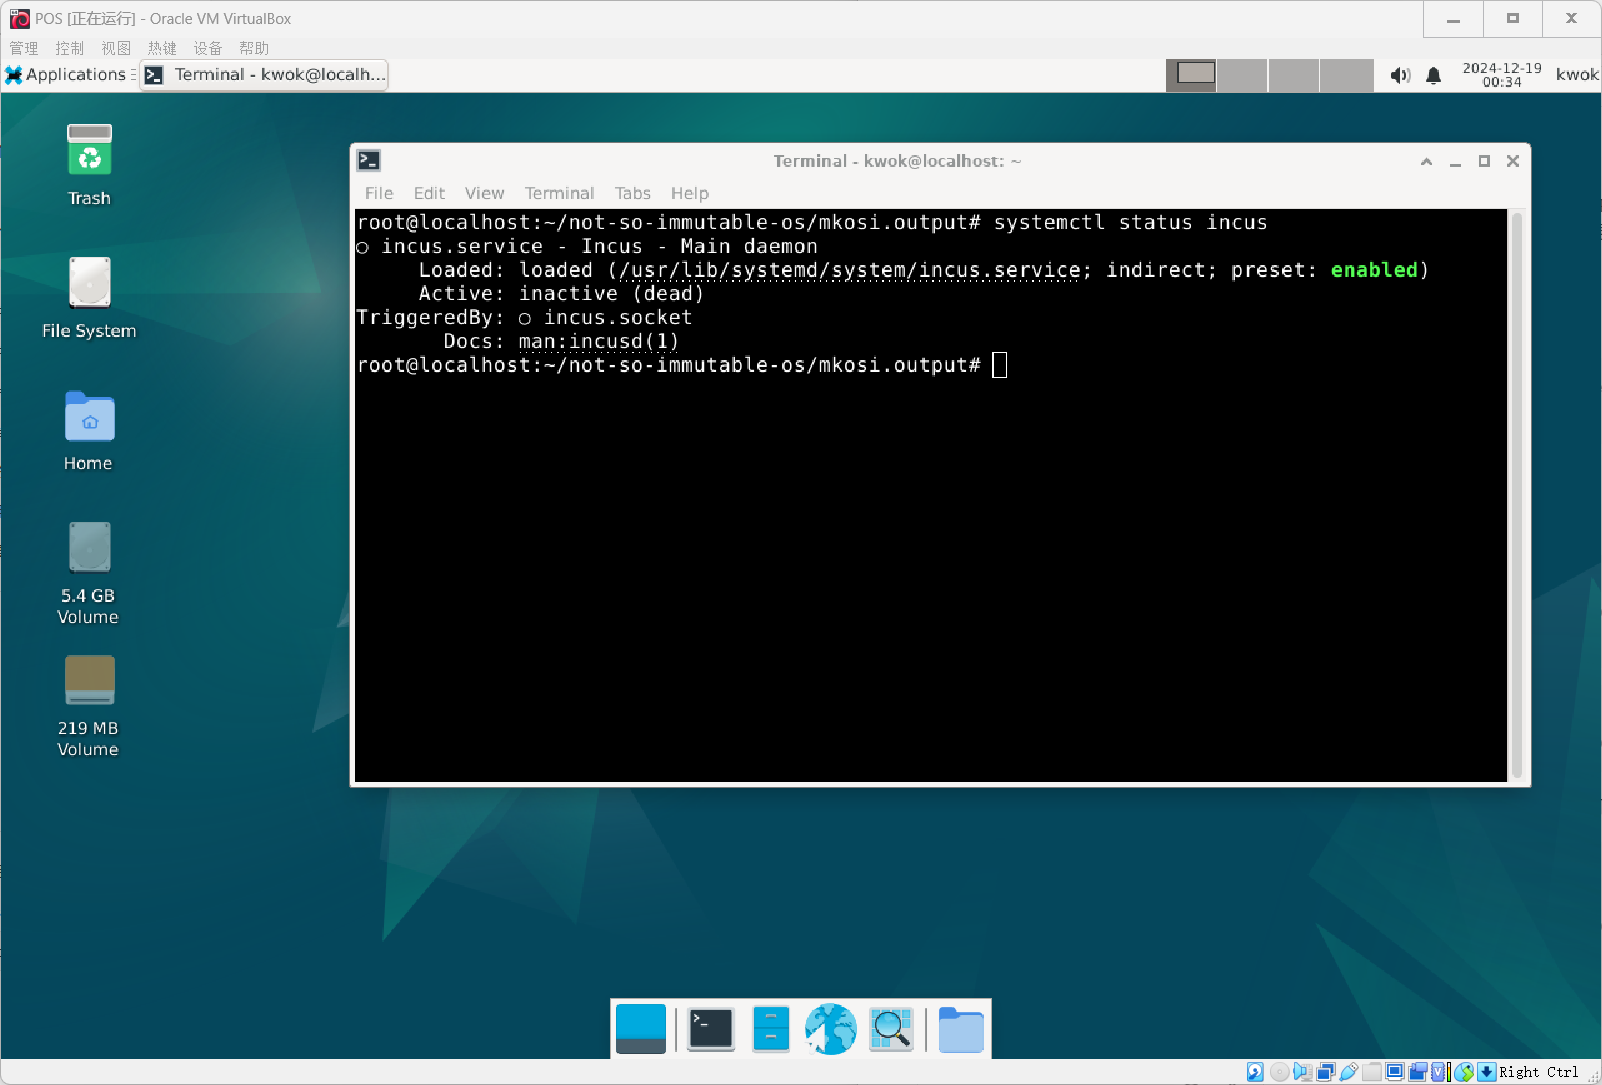 POS [正在运行] - Oracle VM VirtualBox
管理 控制 视图 热键 设备 帮助
Applications
Terminal - kwok@localh...
2024-12-19
00:34
kwok
Trash
File System
Home
5.4 GB
Volume
219 MB
Volume
Terminal - kwok@localhost: ~
File Edit View Terminal Tabs Help
root@localhost:~/not-so-immutable-os/mkosi.output# systemctl status incus
○ incus.service - Incus - Main daemon
Loaded: loaded (/usr/lib/systemd/system/incus.service; indirect; preset: enabled)
Active: inactive (dead)
TriggeredBy: ○ incus.socket
Docs: man:incusd(1)
root@localhost:~/not-so-immutable-os/mkosi.output#
Right Ctrl